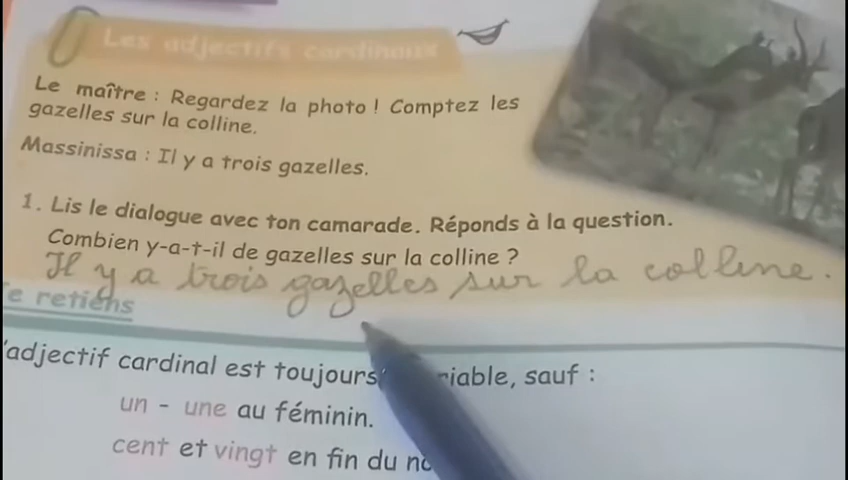 Les adjectifs cardinaux
Le maître : Regardez la photo ! Comptez les
gazelles sur la colline.
Massinissa : Il y a trois gazelles.
1. Lis le dialogue avec ton camarade. Réponds à la question.
Combien y-a-t-il de gazelles sur la colline ?
Il y a trois gazelles sur la colline.
e retiens
'adjectif cardinal est toujours riable, sauf :
un - une au féminin.
cent et vingt en fin du